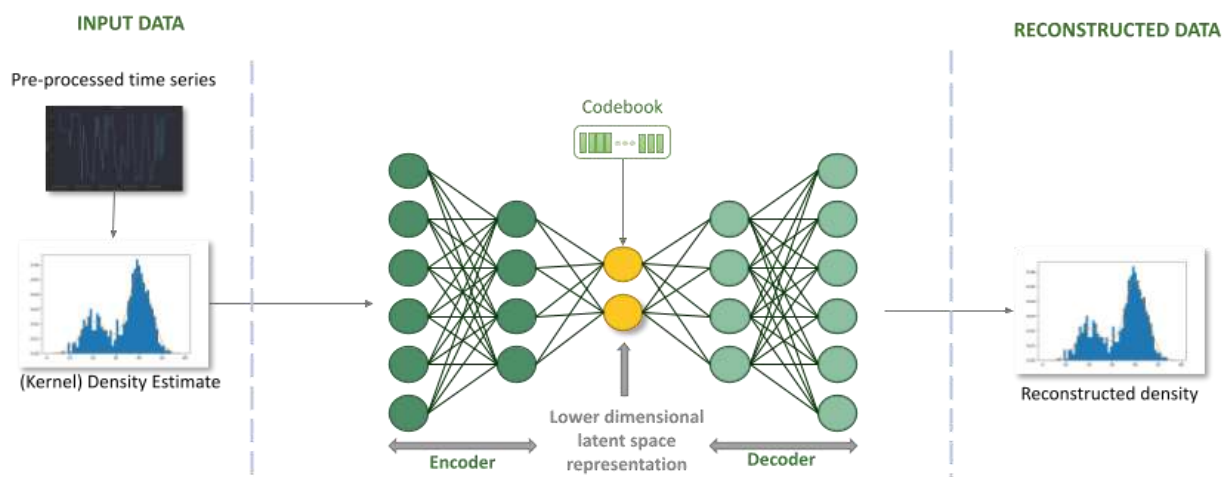 INPUT DATA
RECONSTRUCTED DATA
Pre-processed time series
Codebook
(Kernel) Density Estimate
Reconstructed density
Lower dimensional
latent space
representation
Encoder
Decoder